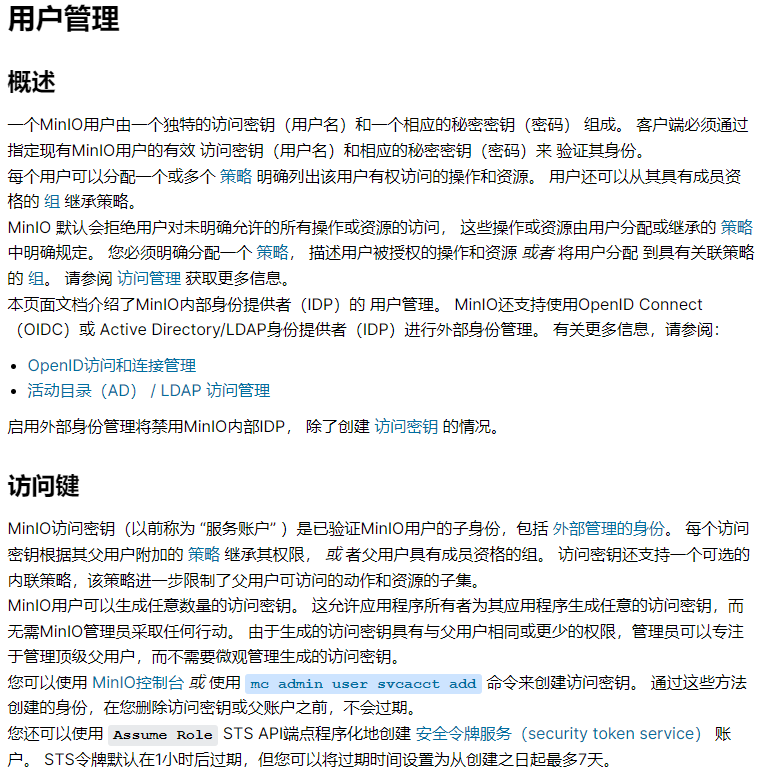 用户管理
概述
一个MinIO用户由一个独特的访问密钥（用户名）和一个相应的秘密密钥（密码） 组成。 客户端必须通过
指定现有MinIO用户的有效 访问密钥（用户名）和相应的秘密密钥（密码）来 验证其身份。
每个用户可以分配一个或多个 策略 明确列出该用户有权访问的操作和资源。 用户还可以从其具有成员资
格的 组 继承策略。
MinIO 默认会拒绝用户对未明确允许的所有操作或资源的访问， 这些操作或资源由用户分配或继承的 策略
中明确规定。 您必须明确分配一个 策略， 描述用户被授权的操作和资源 或者 将用户分配 到具有关联策略
的 组。 请参阅 访问管理 获取更多信息。
本页面文档介绍了MinIO内部身份提供者（IDP）的 用户管理。 MinIO还支持使用OpenID Connect
（OIDC）或 Active Directory/LDAP身份提供者（IDP）进行外部身份管理。 有关更多信息，请参阅：
• OpenID访问和连接管理
• 活动目录（AD） / LDAP 访问管理
启用外部身份管理将禁用MinIO内部IDP， 除了创建 访问密钥 的情况。
访问键
MinIO访问密钥（以前称为 “服务账户” ）是已验证MinIO用户的子身份，包括 外部管理的身份。 每个访问
密钥根据其父用户附加的 策略 继承其权限， 或 者父用户具有成员资格的组。 访问密钥还支持一个可选的
内联策略，该策略进一步限制了父用户可访问的动作和资源的子集。
MinIO用户可以生成任意数量的访问密钥。 这允许应用程序所有者为其应用程序生成任意的访问密钥，而
无需MinIO管理员采取任何行动。 由于生成的访问密钥具有与父用户相同或更少的权限，管理员可以专注
于管理顶级父用户，而不需要微观管理生成的访问密钥。
您可以使用 MinIO控制台 或 使用 mc admin user svcacct add 命令来创建访问密钥。 通过这些方法
创建的身份，在您删除访问密钥或父账户之前，不会过期。
您还可以使用 Assume Role STS API端点程序化地创建 安全令牌服务（security token service） 账
户。 STS令牌默认在1小时后过期，但您可以将过期时间设置为从创建之日起最多7天。